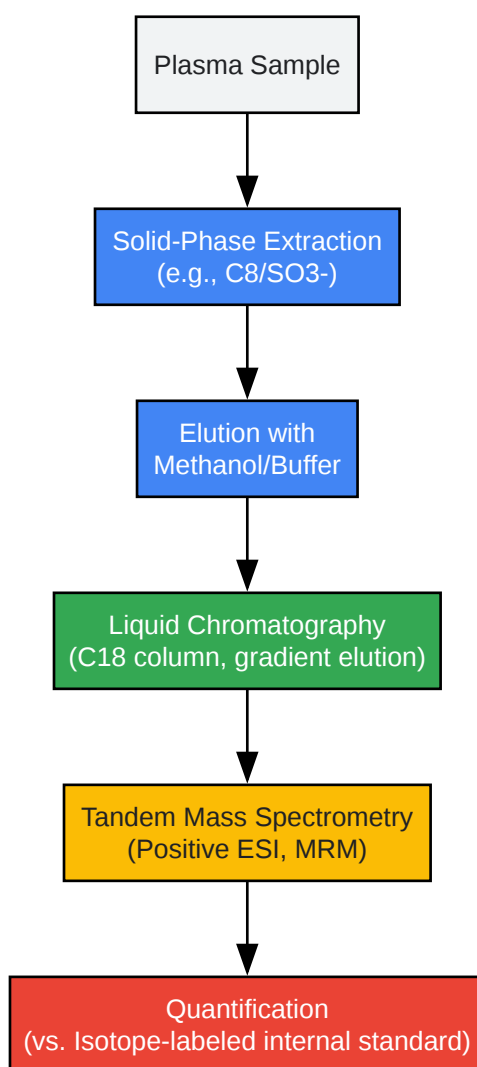 Plasma Sample
Solid-Phase Extraction
(e.g., C8/SO3-)
Elution with
Methanol/Buffer
Liquid Chromatography
(C18 column, gradient elution)
Tandem Mass Spectrometry
(Positive ESI, MRM)
Quantification
(vs. Isotope-labeled internal standard)